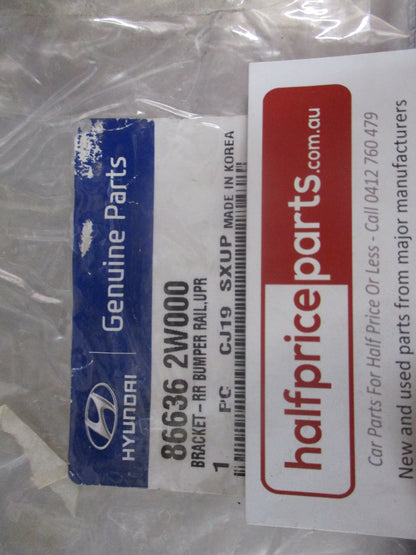 HYUNDAI
Genuine Parts
86636 2W000
BRACKET-RR BUMPER RAIL,UPR
1 PC CJ19 SXUP MADE IN KOREA
halfpriceparts.com.au
Car Parts For Half Price Or Less - Call 0412 760 479
New and used parts from major manufacturers